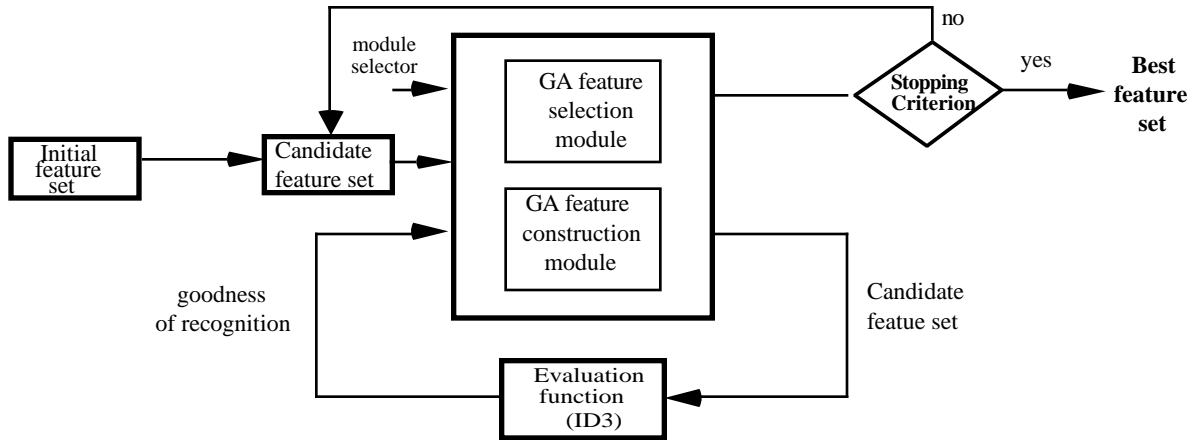 no
module
selector
GA feature
selection
module
Stopping
Criterion
yes
Best
feature
set
Initial
feature
set
Candidate
feature set
GA feature
construction
module
goodness
of recognition
Candidate
featue set
Evaluation
function
(ID3)